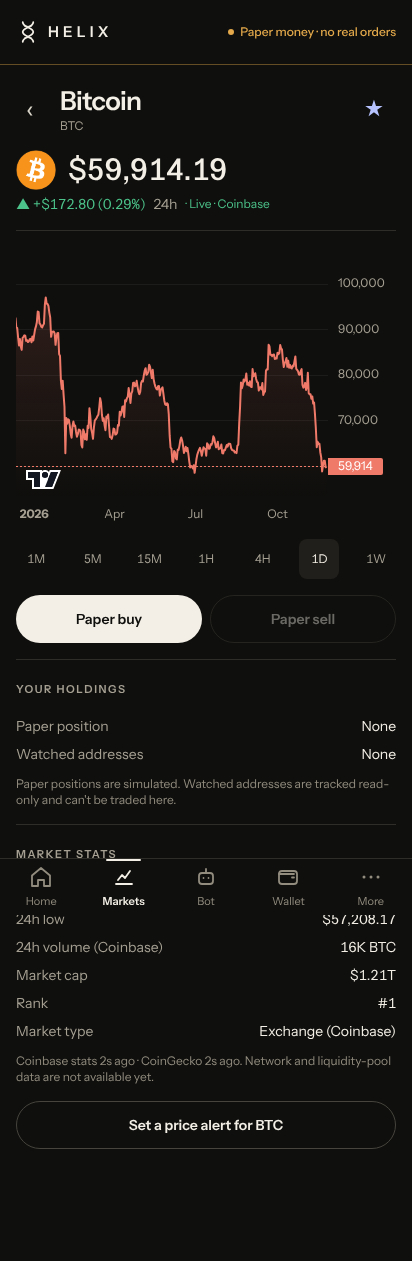 HELIX
Paper money · no real orders
‹
Bitcoin
★
BTC
$59,914.19
▲ +$172.80 (0.29%) 24h · Live · Coinbase
100,000
90,000
80,000
70,000
59,914
2026 Apr Jul Oct
1M 5M 15M 1H 4H 1D 1W
Paper buy Paper sell
YOUR HOLDINGS
Paper position None
Watched addresses None
Paper positions are simulated. Watched addresses are tracked read-
only and can't be traded here.
MARKET STATS
Home Markets Bot Wallet More
24h low $57,208.17
24h volume (Coinbase) 16K BTC
Market cap $1.21T
Rank #1
Market type Exchange (Coinbase)
Coinbase stats 2s ago · CoinGecko 2s ago. Network and liquidity-pool
data are not available yet.
Set a price alert for BTC